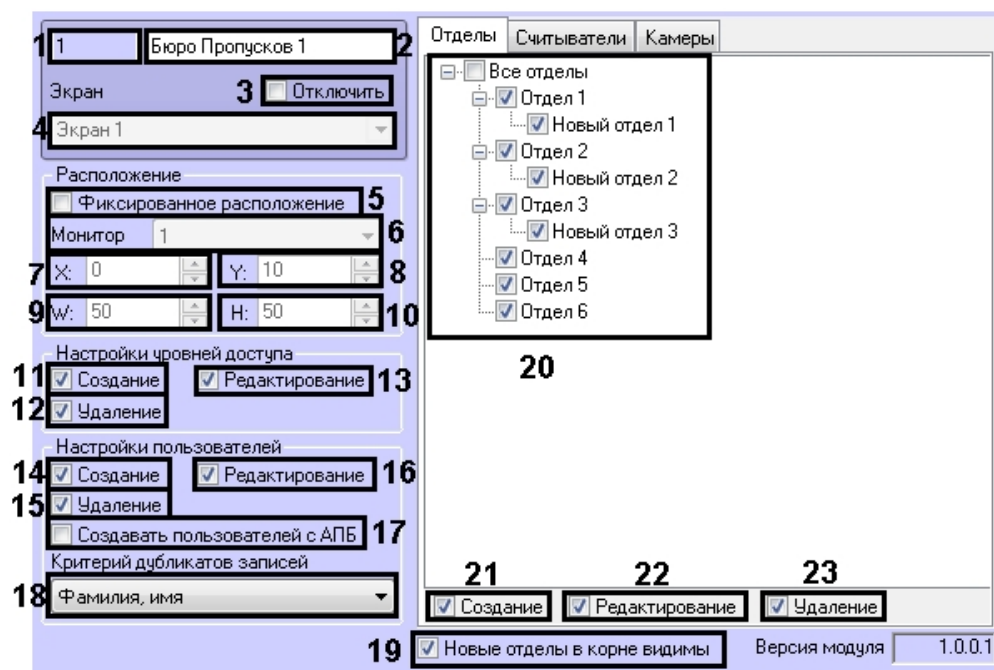 1 1 Бюро Пропусков 1 2
Экран 3 Отключить
4 Экран 1
Расположение
Фиксированное расположение 5
Монитор 1 6
7 X: 0 Y: 10 8
9 W: 50 H: 50 10
Настройки уровней доступа
11 Создание Редактирование 13
12 Удаление
Настройки пользователей
14 Создание Редактирование 16
15 Удаление
Создавать пользователей с АПБ 17
Критерий дубликатов записей
18 Фамилия, имя
Отделы Считыватели Камеры
Все отделы
Отдел 1
Новый отдел 1
Отдел 2
Новый отдел 2
Отдел 3
Новый отдел 3
Отдел 4
Отдел 5
Отдел 6
20
21 22 23
Создание Редактирование Удаление
19 Новые отделы в корне видимы Версия модуля 1.0.0.1